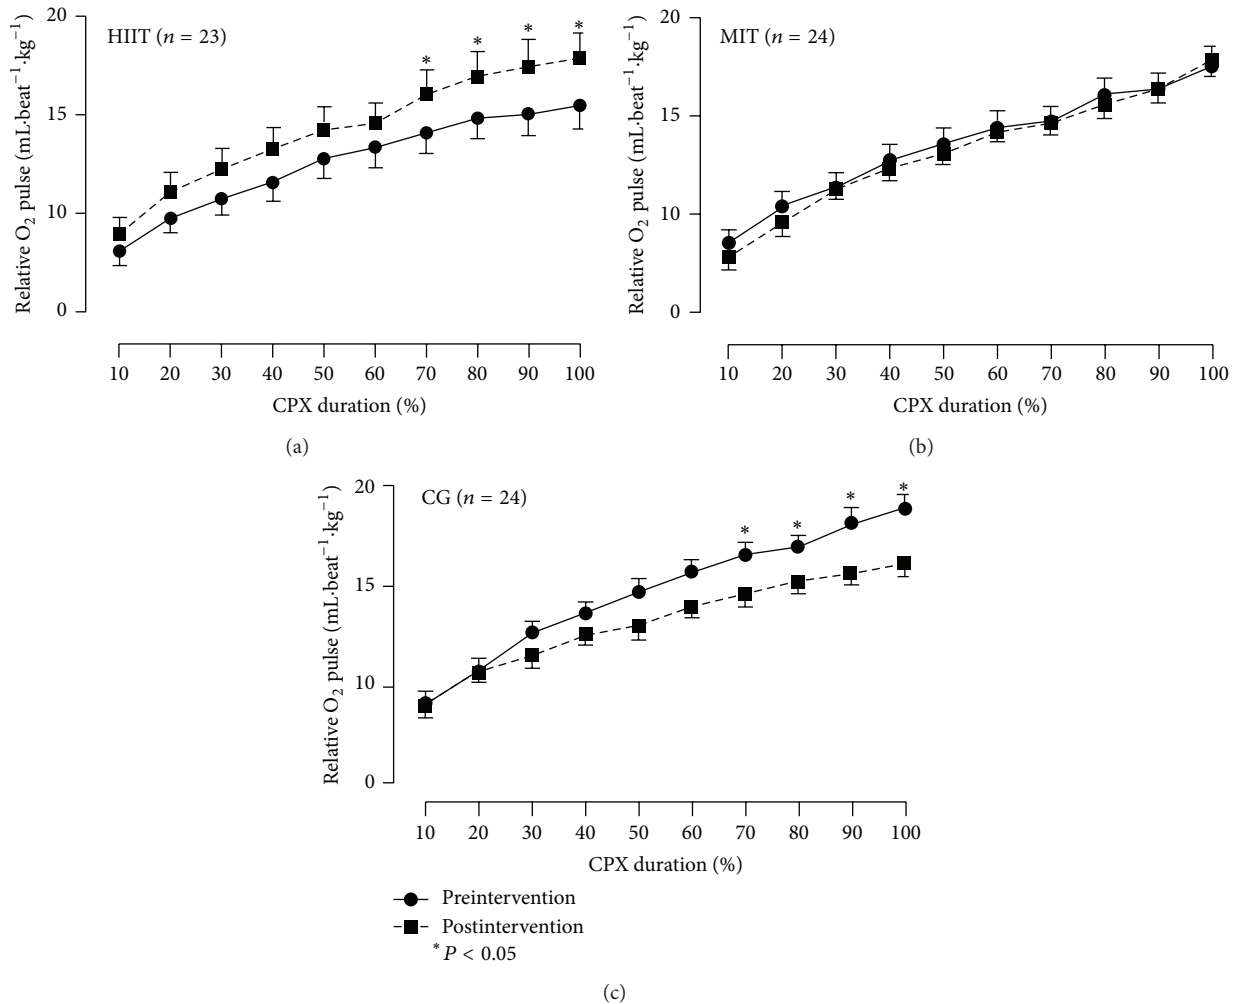 HIIT (n = 23)
Relative O₂ pulse (mL·beat⁻¹·kg⁻¹)
20
15
10
0
* * * *
10 20 30 40 50 60 70 80 90 100
CPX duration (%)
(a)
MIT (n = 24)
Relative O₂ pulse (mL·beat⁻¹·kg⁻¹)
20
15
10
0
10 20 30 40 50 60 70 80 90 100
CPX duration (%)
(b)
CG (n = 24)
Relative O₂ pulse (mL·beat⁻¹·kg⁻¹)
20
15
10
0
* * * *
10 20 30 40 50 60 70 80 90 100
CPX duration (%)
Preintervention
Postintervention
*P < 0.05
(c)